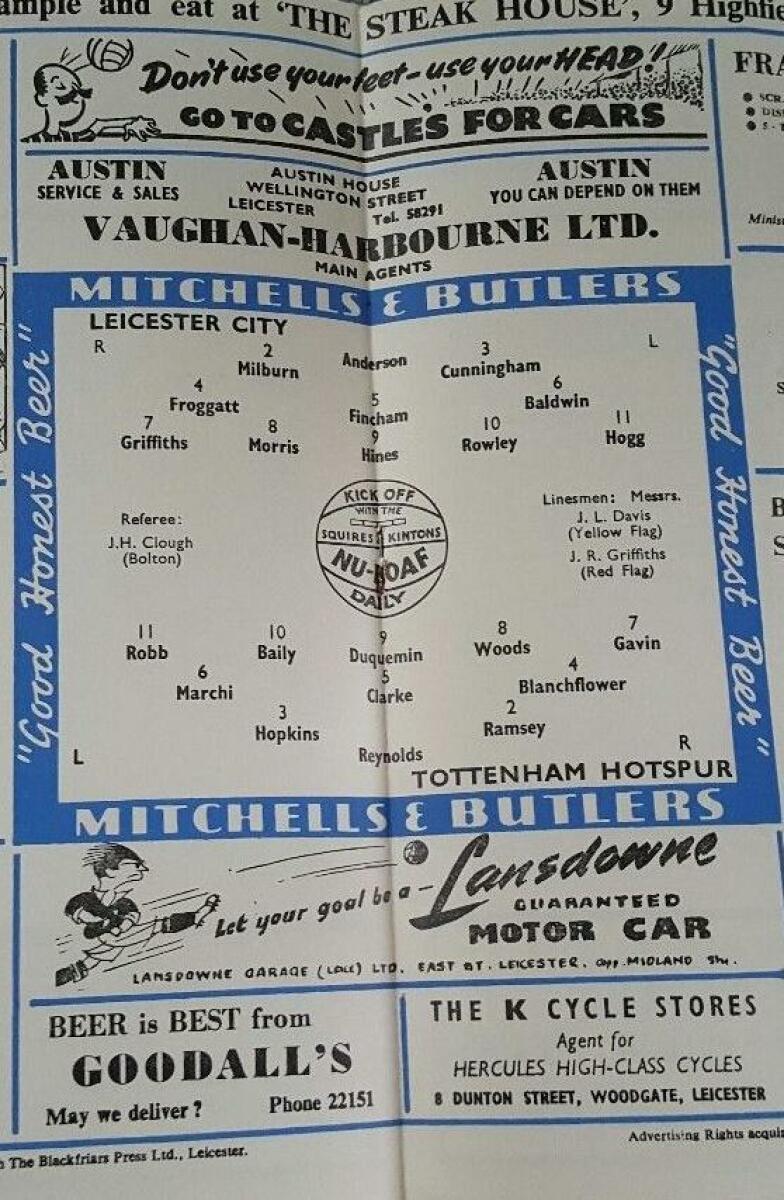 ample and eat at 'THE STEAK HOUSE', 9 Highfie
Don't use your feet - use your HEAD!
GO TO CASTLES FOR CARS
FRA
SCR
DIS
5
AUSTIN
SERVICE & SALES
AUSTIN HOUSE
WELLINGTON STREET
LEICESTER Tel. 58291
AUSTIN
YOU CAN DEPEND ON THEM
VAUGHAN-HARBOURNE LTD.
MAIN AGENTS
Minist
MITCHELLS & BUTLERS
"Good Honest Beer"
"Good Honest Beer"
LEICESTER CITY
R L
2 3
Milburn Anderson Cunningham
4 5 6
Froggatt Fincham Baldwin
7 8 9 10 11
Griffiths Morris Hines Rowley Hogg
Referee:
J.H. Clough
(Bolton)
KICK OFF
WITH THE
SQUIRES KINTONS
NU-LOAF
DAILY
Linesmen: Messrs.
J. L. Davis
(Yellow Flag)
J. R. Griffiths
(Red Flag)
11 10 9 8 7
Robb Baily Duquemin Woods Gavin
6 5 4
Marchi Clarke Blanchflower
3 2
Hopkins Ramsey
L Reynolds R
TOTTENHAM HOTSPUR
MITCHELLS & BUTLERS
Let your goal be a - Lansdowne
GUARANTEED
MOTOR CAR
LANSDOWNE GARAGE (LEIC) LTD. EAST ST. LEICESTER. Opp. MIDLAND Stn.
BEER is BEST from
GOODALL'S
May we deliver? Phone 22151
THE K CYCLE STORES
Agent for
HERCULES HIGH-CLASS CYCLES
8 DUNTON STREET, WOODGATE, LEICESTER
The Blackfriars Press Ltd., Leicester.
Advertising Rights acqui